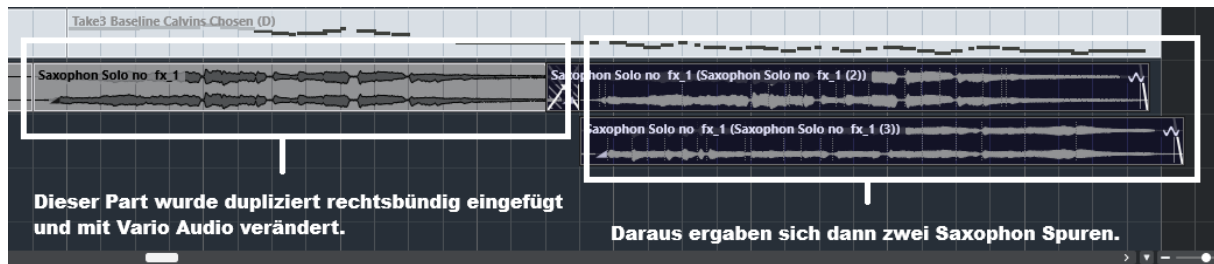 Take3 Baseline Calvins Chosen (D)
Saxophon Solo no fx_1
Saxophon Solo no fx_1 (Saxophon Solo no fx_1 (2))
Saxophon Solo no fx_1 (Saxophon Solo no fx_1 (3))
Dieser Part wurde dupliziert rechtsbündig eingefügt
und mit Vario Audio verändert.
Daraus ergaben sich dann zwei Saxophon Spuren.